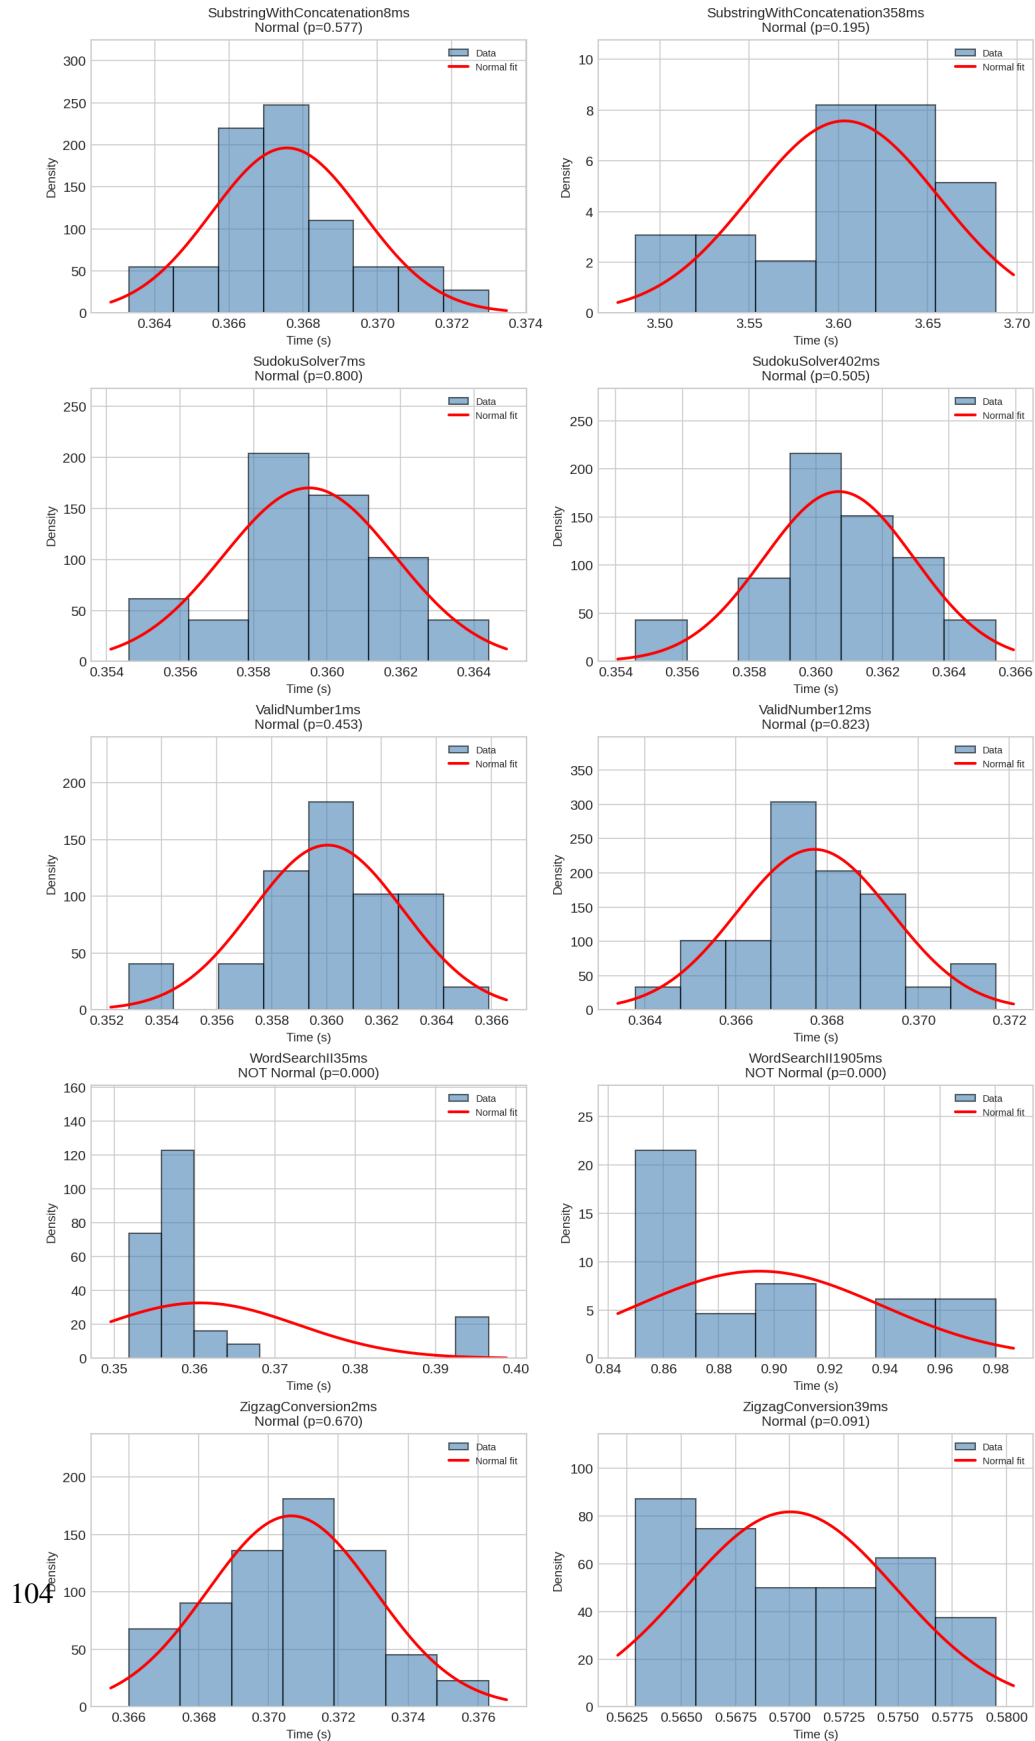 SubstringWithConcatenation8ms
Normal (p=0.577)
Data
Normal fit
300
250
200
150
100
50
0
Density
0.364 0.366 0.368 0.370 0.372 0.374
Time (s)
SubstringWithConcatenation358ms
Normal (p=0.195)
Data
Normal fit
10
8
6
4
2
0
Density
3.50 3.55 3.60 3.65 3.70
Time (s)
SudokuSolver7ms
Normal (p=0.800)
Data
Normal fit
250
200
150
100
50
0
Density
0.354 0.356 0.358 0.360 0.362 0.364
Time (s)
SudokuSolver402ms
Normal (p=0.505)
Data
Normal fit
250
200
150
100
50
0
Density
0.354 0.356 0.358 0.360 0.362 0.364 0.366
Time (s)
ValidNumber1ms
Normal (p=0.453)
Data
Normal fit
200
150
100
50
0
Density
0.352 0.354 0.356 0.358 0.360 0.362 0.364 0.366
Time (s)
ValidNumber12ms
Normal (p=0.823)
Data
Normal fit
350
300
250
200
150
100
50
0
Density
0.364 0.366 0.368 0.370 0.372
Time (s)
WordSearchII35ms
NOT Normal (p=0.000)
Data
Normal fit
160
140
120
100
80
60
40
20
0
Density
0.35 0.36 0.37 0.38 0.39 0.40
Time (s)
WordSearchII1905ms
NOT Normal (p=0.000)
Data
Normal fit
25
20
15
10
5
0
Density
0.84 0.86 0.88 0.90 0.92 0.94 0.96 0.98
Time (s)
ZigzagConversion2ms
Normal (p=0.670)
Data
Normal fit
200
150
100
50
0
Density
0.366 0.368 0.370 0.372 0.374 0.376
Time (s)
ZigzagConversion39ms
Normal (p=0.091)
Data
Normal fit
100
80
60
40
20
0
Density
0.5625 0.5650 0.5675 0.5700 0.5725 0.5750 0.5775 0.5800
Time (s)
104